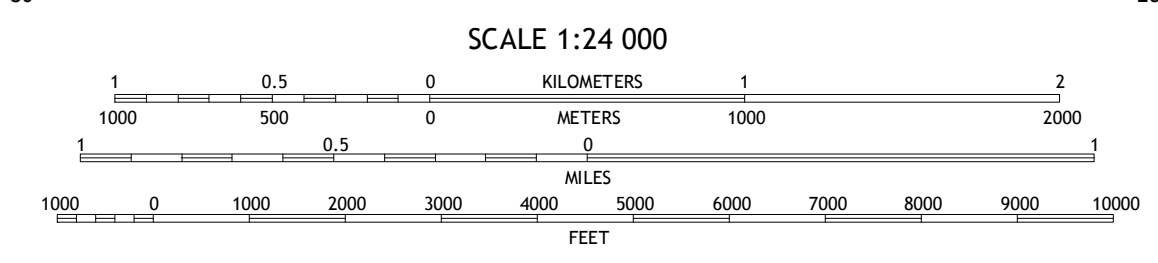 SCALE 1:24 000
1 0.5 0 KILOMETERS 1 2
1000 500 0 METERS 1000 2000
1 0.5 0 1
MILES
1000 0 1000 2000 3000 4000 5000 6000 7000 8000 9000 10000
FEET